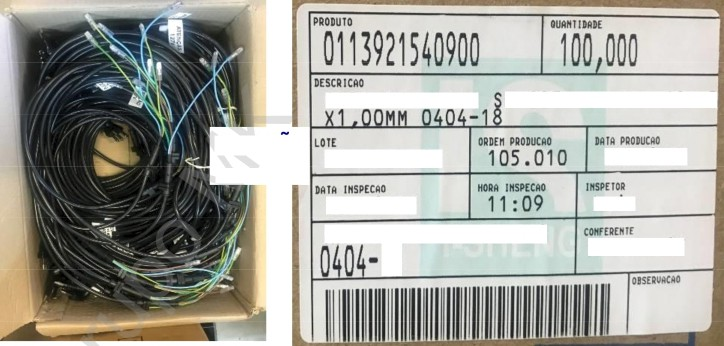 PRODUTO
0113921540900
QUANTIDADE
100,000
DESCRICAO
S
X1,00MM 0404-18
LOTE
ORDEM PRODUCAO
105.010
DATA PRODUCAO
DATA INSPECAO
HORA INSPECAO
11:09
INSPETOR
CONFERENTE
0404-
OBSERVACAO